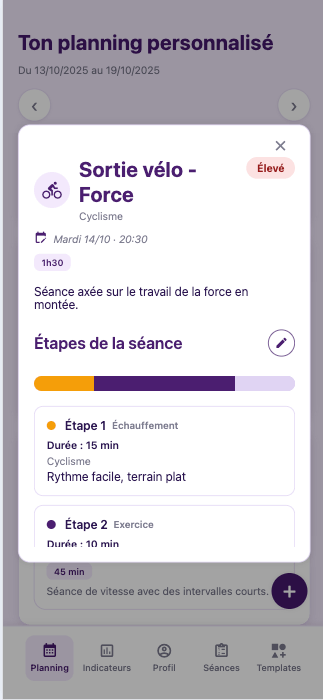 Ton planning personnalisé
Du 13/10/2025 au 19/10/2025
Sortie vélo -
Force
Élevé
Cyclisme
Mardi 14/10 · 20:30
1h30
Séance axée sur le travail de la force en
montée.
Étapes de la séance
Étape 1 Échauffement
Durée : 15 min
Cyclisme
Rythme facile, terrain plat
Étape 2 Exercice
Durée : 10 min
45 min
Séance de vitesse avec des intervalles courts.
Planning Indicateurs Profil Séances Templates